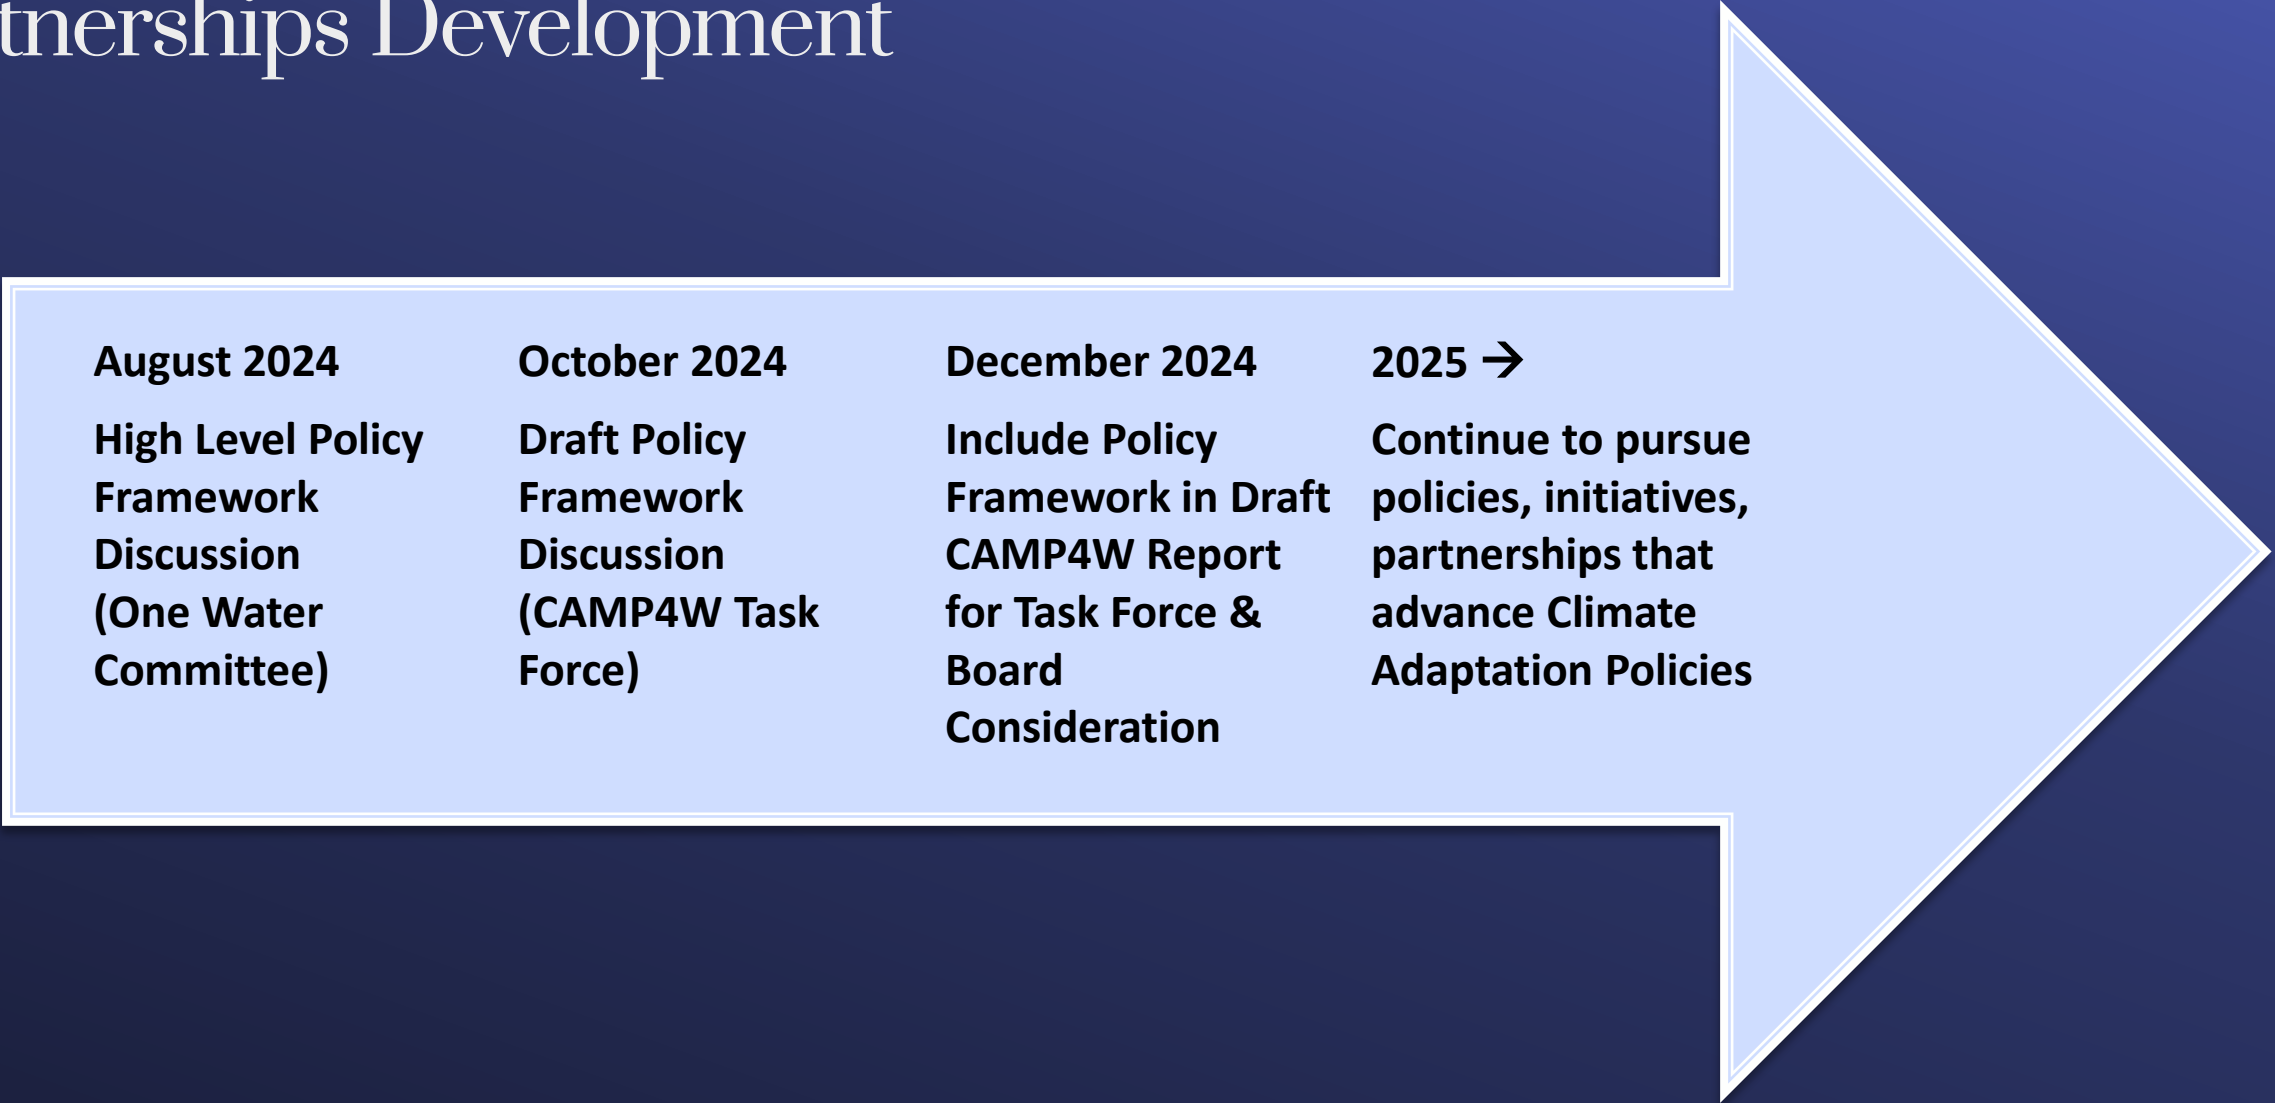 tnerships Development
August 2024
High Level Policy
Framework
Discussion
(One Water
Committee)
October 2024
Draft Policy
Framework
Discussion
(CAMP4W Task
Force)
December 2024
Include Policy
Framework in Draft
CAMP4W Report
for Task Force &
Board
Consideration
2025 →
Continue to pursue
policies, initiatives,
partnerships that
advance Climate
Adaptation Policies